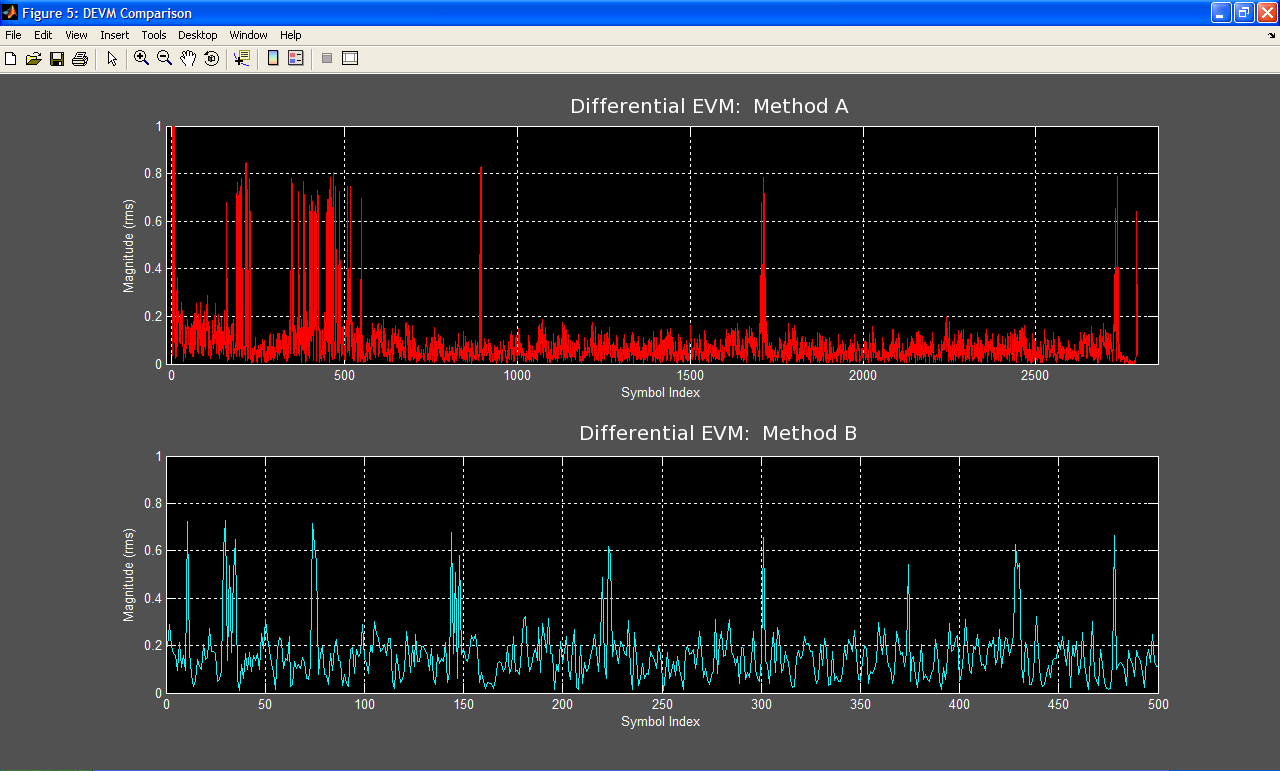 Figure 5: DEVM Comparison
File Edit View Insert Tools Desktop Window Help
Differential EVM:  Method A
1
0.8
0.6
0.4
0.2
0
Magnitude (rms)
0 500 1000 1500 2000 2500
Symbol Index
Differential EVM:  Method B
1
0.8
0.6
0.4
0.2
0
Magnitude (rms)
0 50 100 150 200 250 300 350 400 450 500
Symbol Index